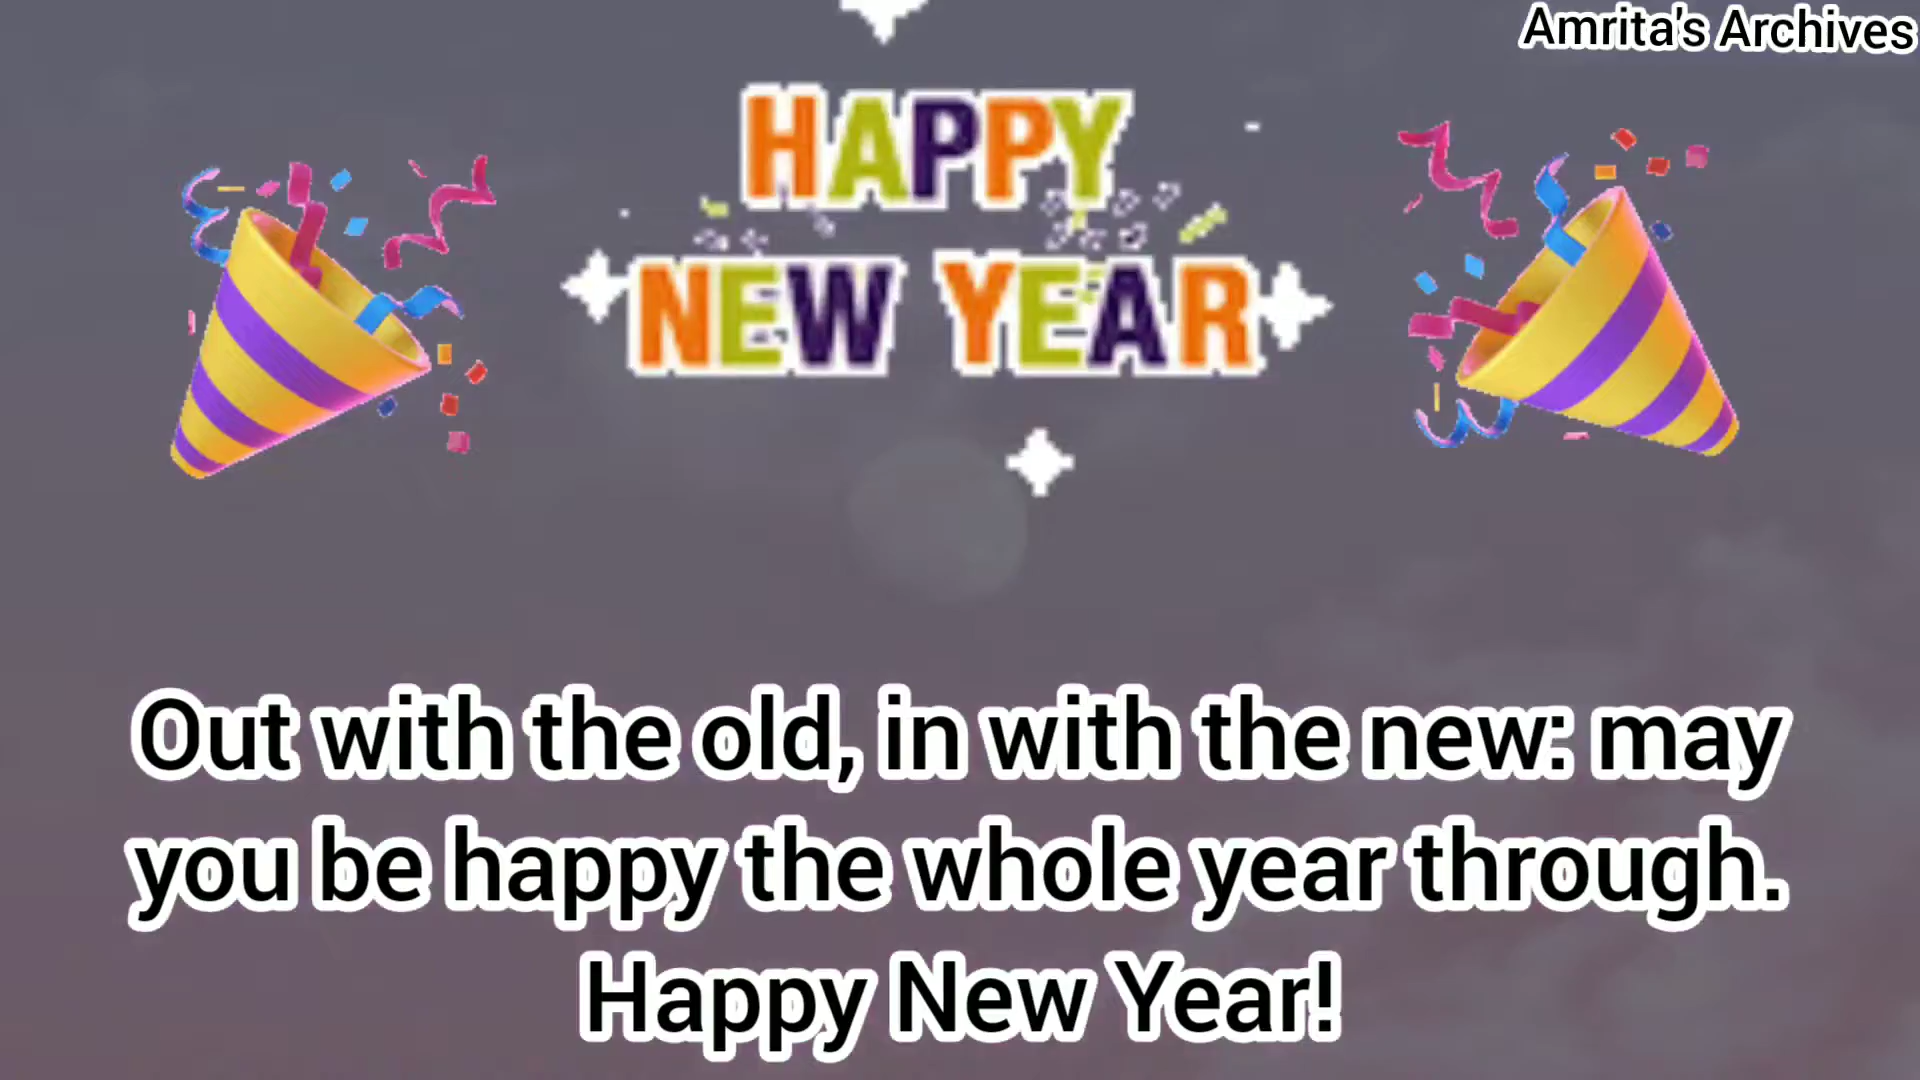 Amrita's Archives
HAPPY
NEW YEAR
Out with the old, in with the new: may
you be happy the whole year through.
Happy New Year!